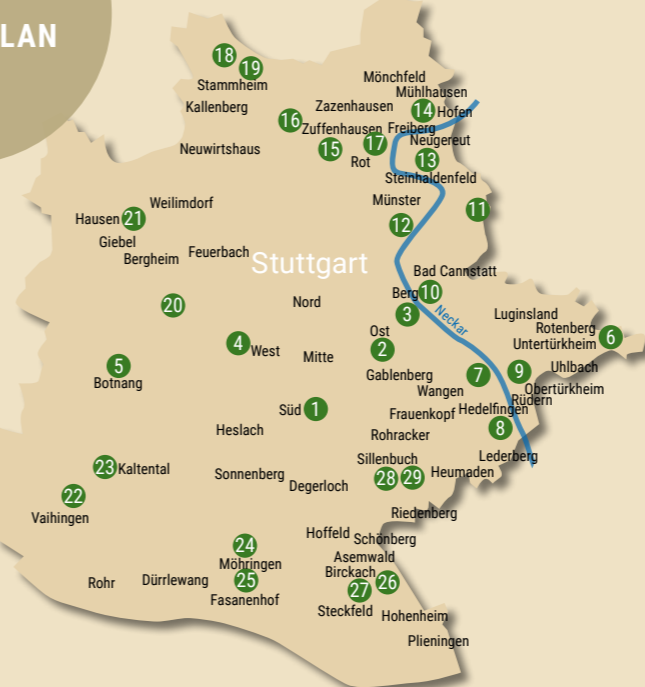 LAN
18
19
Stammheim
Mönchfeld
Mühlhausen
Kallenberg
Zazenhausen
14 Hofen
16
Zuffenhausen
Freiberg
17
Neugereut
Neuwirtshaus
15
Rot
13
Steinhaldenfeld
Weilimdorf
Münster
11
Hausen 21
12
Giebel
Bergheim
Feuerbach
Stuttgart
Bad Cannstatt
Berg 10
Nord
20
3
Neckar
Luginsland
Rotenberg
Ost
6
4 West
2
Untertürkheim
Mitte
5
Botnang
Gablenberg
7
9
Uhlbach
Wangen
Obertürkheim
Rüdern
Süd 1
Frauenkopf
Hedelfingen
Heslach
Rohracker
8
Sillenbuch
Lederberg
23 Kaltental
Sonnenberg
Degerloch
28
29
Heumaden
22
Vaihingen
Riedenberg
Hoffeld
Schönberg
24
Asemwald
Möhringen
Birckach
Rohr
Dürrlewang
25
27
26
Fasanenhof
Steckfeld
Hohenheim
Plieningen